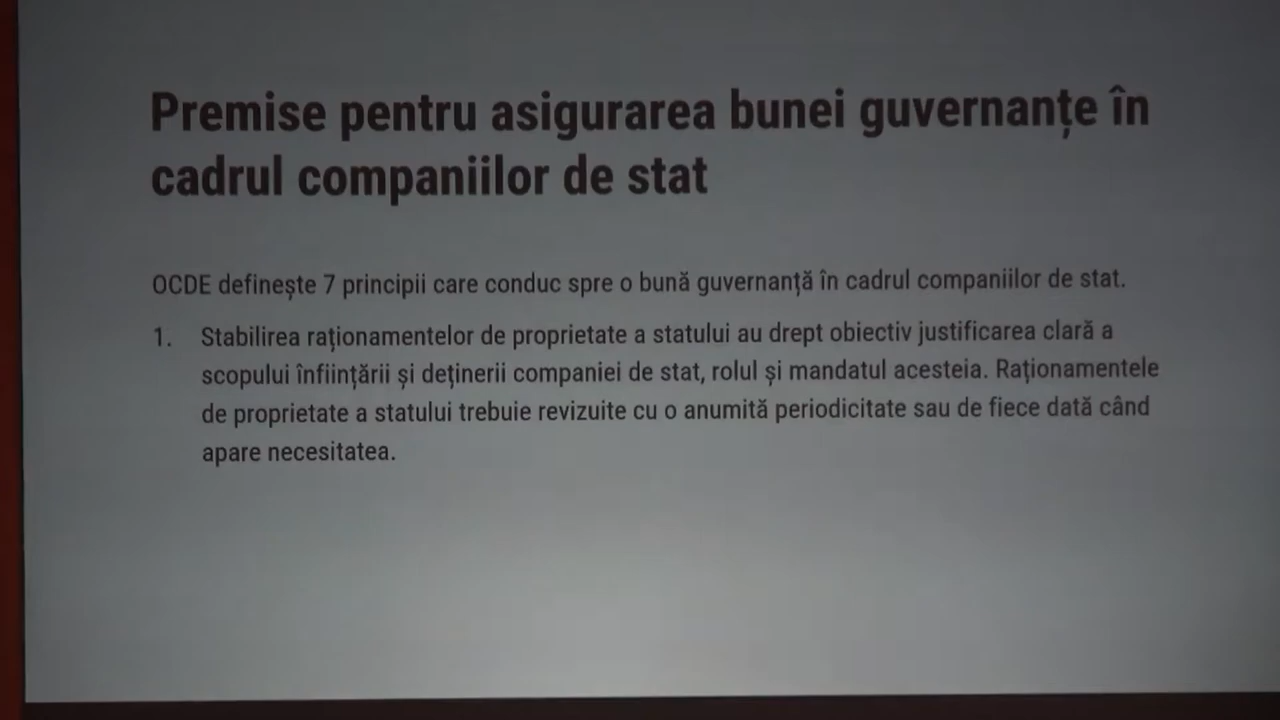 Premise pentru asigurarea bunei guvernanțe în
cadrul companiilor de stat
OCDE definește 7 principii care conduc spre o bună guvernanță în cadrul companiilor de stat.
1. Stabilirea raționamentelor de proprietate a statului au drept obiectiv justificarea clară a
scopului înființării și deținerii companiei de stat, rolul și mandatul acesteia. Raționamentele
de proprietate a statului trebuie revizuite cu o anumită periodicitate sau de fiece dată când
apare necesitatea.